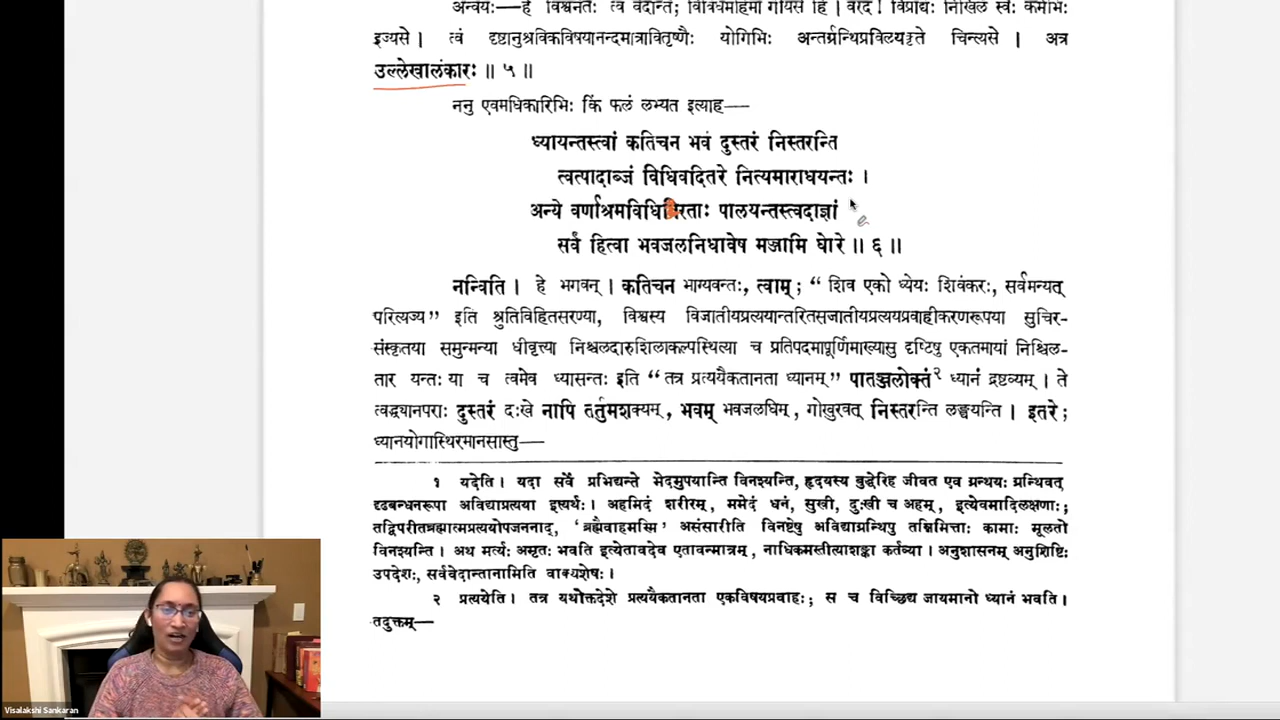 अन्वयः—हे विश्वनेतः त्वं वेदान्तैः विविधमहिमा गीयसे हि । वरद! विप्राद्यैः निखिलं स्वैः कर्मभिः
इज्यसे । त्वं दृष्टानुश्रविकविषयानन्दमात्रावितृष्णैः योगिभिः अन्तर्ग्रन्थिप्रविलयकृते चिन्त्यसे । अत्र
उल्लेखालंकारः ॥ ५ ॥
ननु एवमधिकारिभिः किं फलं लभ्यत इत्याह—
ध्यायन्तस्त्वां कतिचन भवं दुस्तरं निस्तरन्ति
त्वत्पादाब्जं विधिवदितरे नित्यमाराधयन्तः ।
अन्ये वर्णाश्रमविधिरताः पालयन्तस्त्वदाज्ञां
सर्वं हित्वा भवजलनिधावेष मज्जामि घोरे ॥ ६ ॥
नन्विति । हे भगवन् । कतिचन भाग्यवन्तः, त्वाम्; “ शिव एको ध्येयः शिवंकरः, सर्वमन्यत्
परित्यज्य” इति श्रुतिविहितसरण्या, विश्वस्य विजातीयप्रत्ययान्तरितसजातीयप्रत्ययप्रवाहीकरणरूपया सुचिर-
संस्कृतया समुन्मन्या धीवृत्त्या निश्चलदारुशिलाकल्पस्थित्या च प्रतिपदमापूर्णिमाख्यासु दृष्टिषु एकतमायां निश्चिल-
तार यन्तः या च त्वमेव ध्यासन्तः इति “ तत्र प्रत्ययैकतानता ध्यानम्” पातञ्जलोक्तं२ ध्यानं द्रष्टव्यम् । ते
त्वद्ध्यानपराः दुस्तरं दःखे नापि तर्तुमशक्यम् , भवम् भवजलधिम् , गोखुरवत् निस्तरन्ति लङ्घयन्ति । इतरे;
ध्यानयोगास्थिरमानसास्तु—
१ यदेति । यदा सर्वे प्रभिद्यन्ते भेदमुपयान्ति विनश्यन्ति, हृदयस्य बुद्धेरिह जीवत एव ग्रन्थयः ग्रन्थिवत्
दृढबन्धनरूपा अविद्याप्रत्यया इत्यर्थः । अहमिदं शरीरम् , ममेदं धनं, सुखी, दुःखी च अहम् , इत्येवमादिलक्षणाः;
तद्विपरीतब्रह्मात्मप्रत्ययोपजननाद्, ‘ ब्रह्मैवाहमस्मि ’ असंसारीति विनष्टेषु अविद्याग्रन्थिषु तन्निमित्ताः कामाः मूलतो
विनश्यन्ति । अथ मर्त्यः अमृतः भवति इत्येतावदेव एतावन्मात्रम् , नाधिकमस्तीत्याशङ्का कर्तव्या । अनुशासनम् अनुशिष्टिः
उपदेशः, सर्ववेदान्तानामिति वाक्यशेषः ।
२ प्रत्ययेति । तत्र यथोक्तदेशे प्रत्ययैकतानता एकविषयप्रवाहः; स च विच्छिद्य जायमानो ध्यानं भवति ।
तदुक्तम्—
Visalakshi Sankaran